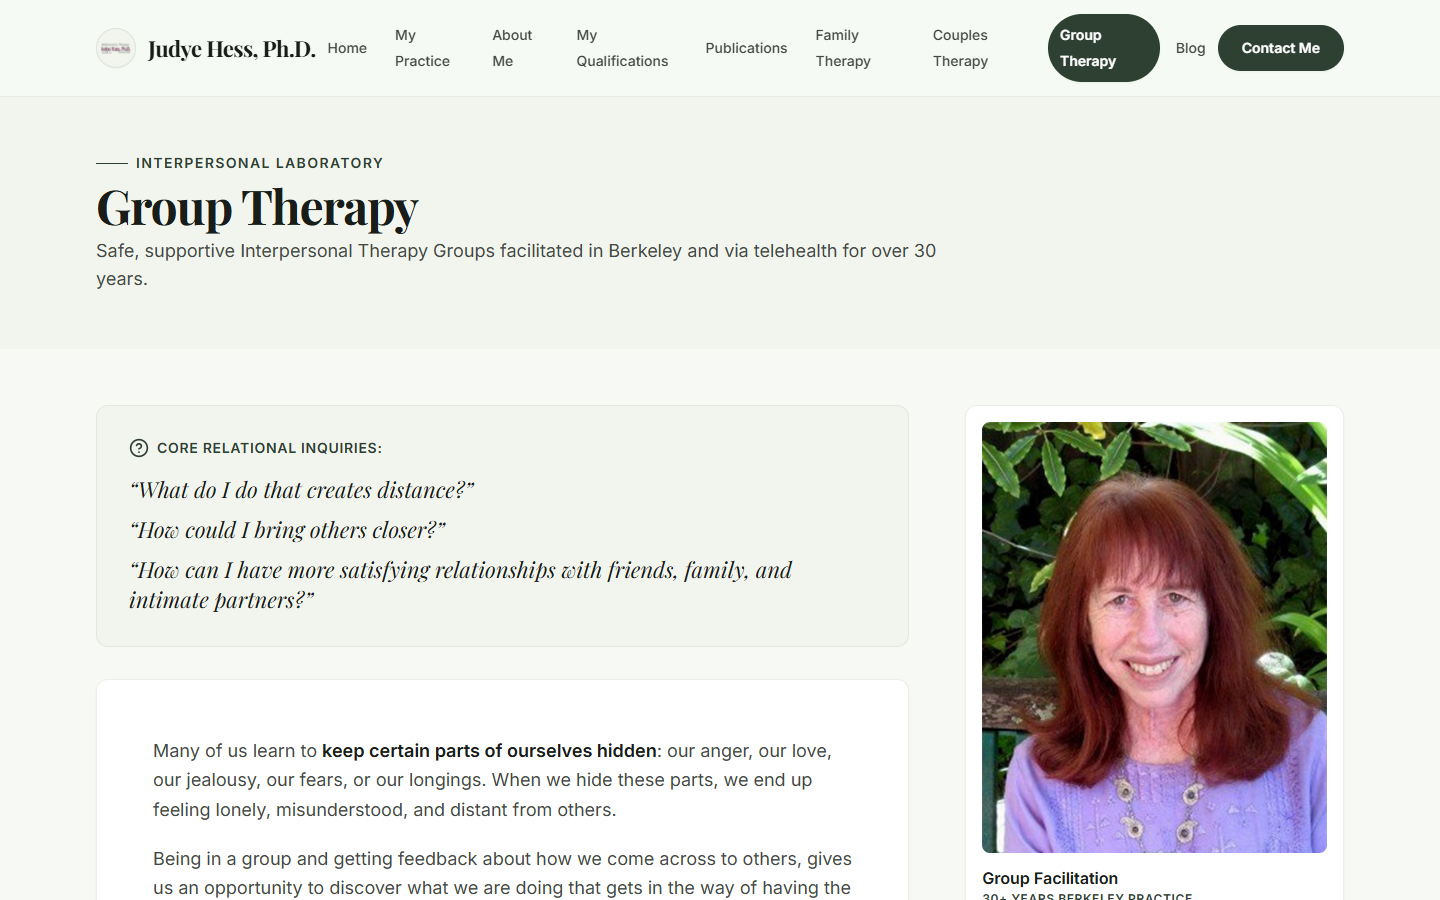 Judye Hess, Ph.D.
Home
My
Practice
About
Me
My
Qualifications
Publications
Family
Therapy
Couples
Therapy
Group
Therapy
Blog
Contact Me
INTERPERSONAL LABORATORY
Group Therapy
Safe, supportive Interpersonal Therapy Groups facilitated in Berkeley and via telehealth for over 30
years.
CORE RELATIONAL INQUIRIES:
“What do I do that creates distance?”
“How could I bring others closer?”
“How can I have more satisfying relationships with friends, family, and
intimate partners?”
Many of us learn to keep certain parts of ourselves hidden: our anger, our love,
our jealousy, our fears, or our longings. When we hide these parts, we end up
feeling lonely, misunderstood, and distant from others.
Being in a group and getting feedback about how we come across to others, gives
us an opportunity to discover what we are doing that gets in the way of having the
Group Facilitation
30+ YEARS BERKELEY PRACTICE